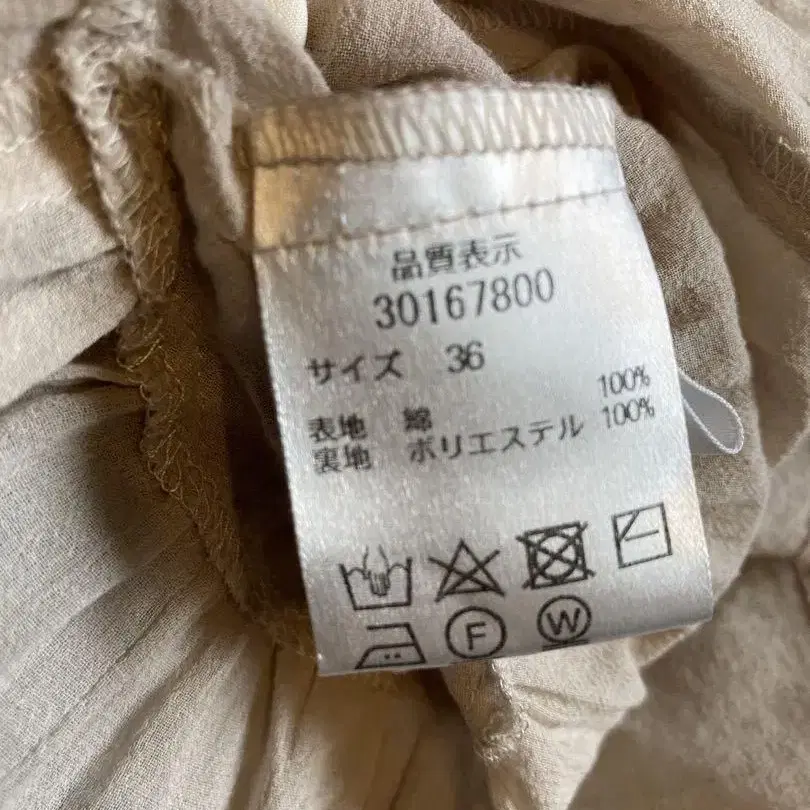 品質表示
30167800
サイズ 36
表地 綿 100%
裏地 ポリエステル 100%
F W